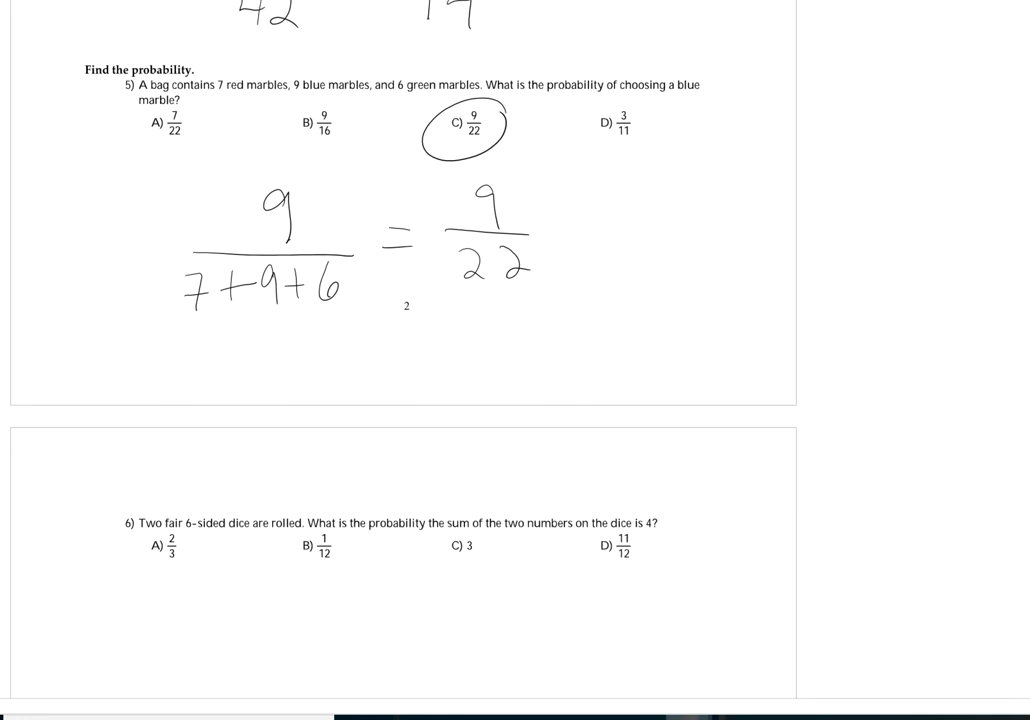 42 19
Find the probability.
5) A bag contains 7 red marbles, 9 blue marbles, and 6 green marbles. What is the probability of choosing a blue
marble?
A) 7/22 B) 9/16 C) 9/22 D) 3/11
9/(7+9+6) = 9/22
2
6) Two fair 6-sided dice are rolled. What is the probability the sum of the two numbers on the dice is 4?
A) 2/3 B) 1/12 C) 3 D) 11/12